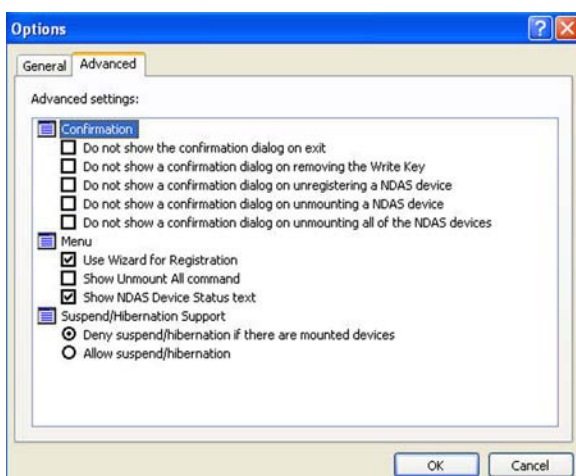 Options
General
Advanced
Advanced settings:
Confirmation
Do not show the confirmation dialog on exit
Do not show a confirmation dialog on removing the Write Key
Do not show a confirmation dialog on unregistering a NDAS device
Do not show a confirmation dialog on unmounting a NDAS device
Do not show a confirmation dialog on unmounting all of the NDAS devices
Menu
Use Wizard for Registration
Show Unmount All command
Show NDAS Device Status text
Suspend/Hibernation Support
Deny suspend/hibernation if there are mounted devices
Allow suspend/hibernation
OK
Cancel